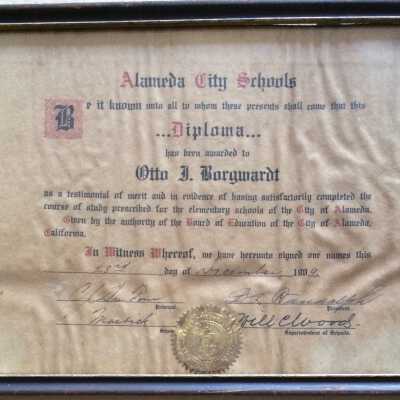 Alameda City Schools
Be it known unto all to whom these presents shall come that this
...Diploma...
has been awarded to
Otto J. Borgwardt
as a testimonial of merit and in evidence of having satisfactorily completed the
course of study prescribed for the elementary schools of the City of Alameda.
Given by the authority of the Board of Education of the City of Alameda,
California.
In Witness Whereof, we have hereunto signed our names this
day of December 1909.
Principal.
President.
Will C Wood
Superintendent of Schools.